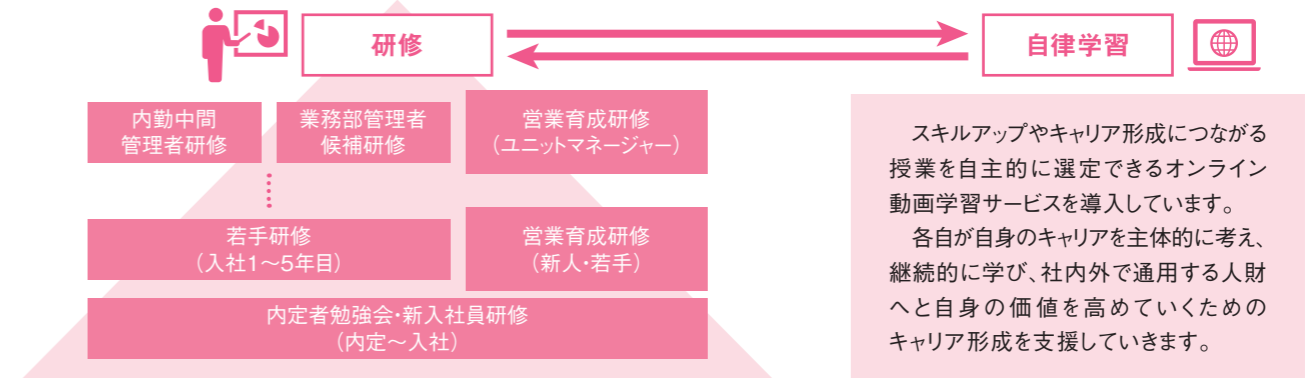 研修
自律学習
内勤中間
管理者研修
業務部管理者
候補研修
営業育成研修
（ユニットマネージャー）
若手研修
（入社1〜5年目）
営業育成研修
（新人・若手）
内定者勉強会・新入社員研修
（内定〜入社）
スキルアップやキャリア形成につながる
授業を自主的に選定できるオンライン
動画学習サービスを導入しています。
各自が自身のキャリアを主体的に考え、
継続的に学び、社内外で通用する人財
へと自身の価値を高めていくための
キャリア形成を支援していきます。